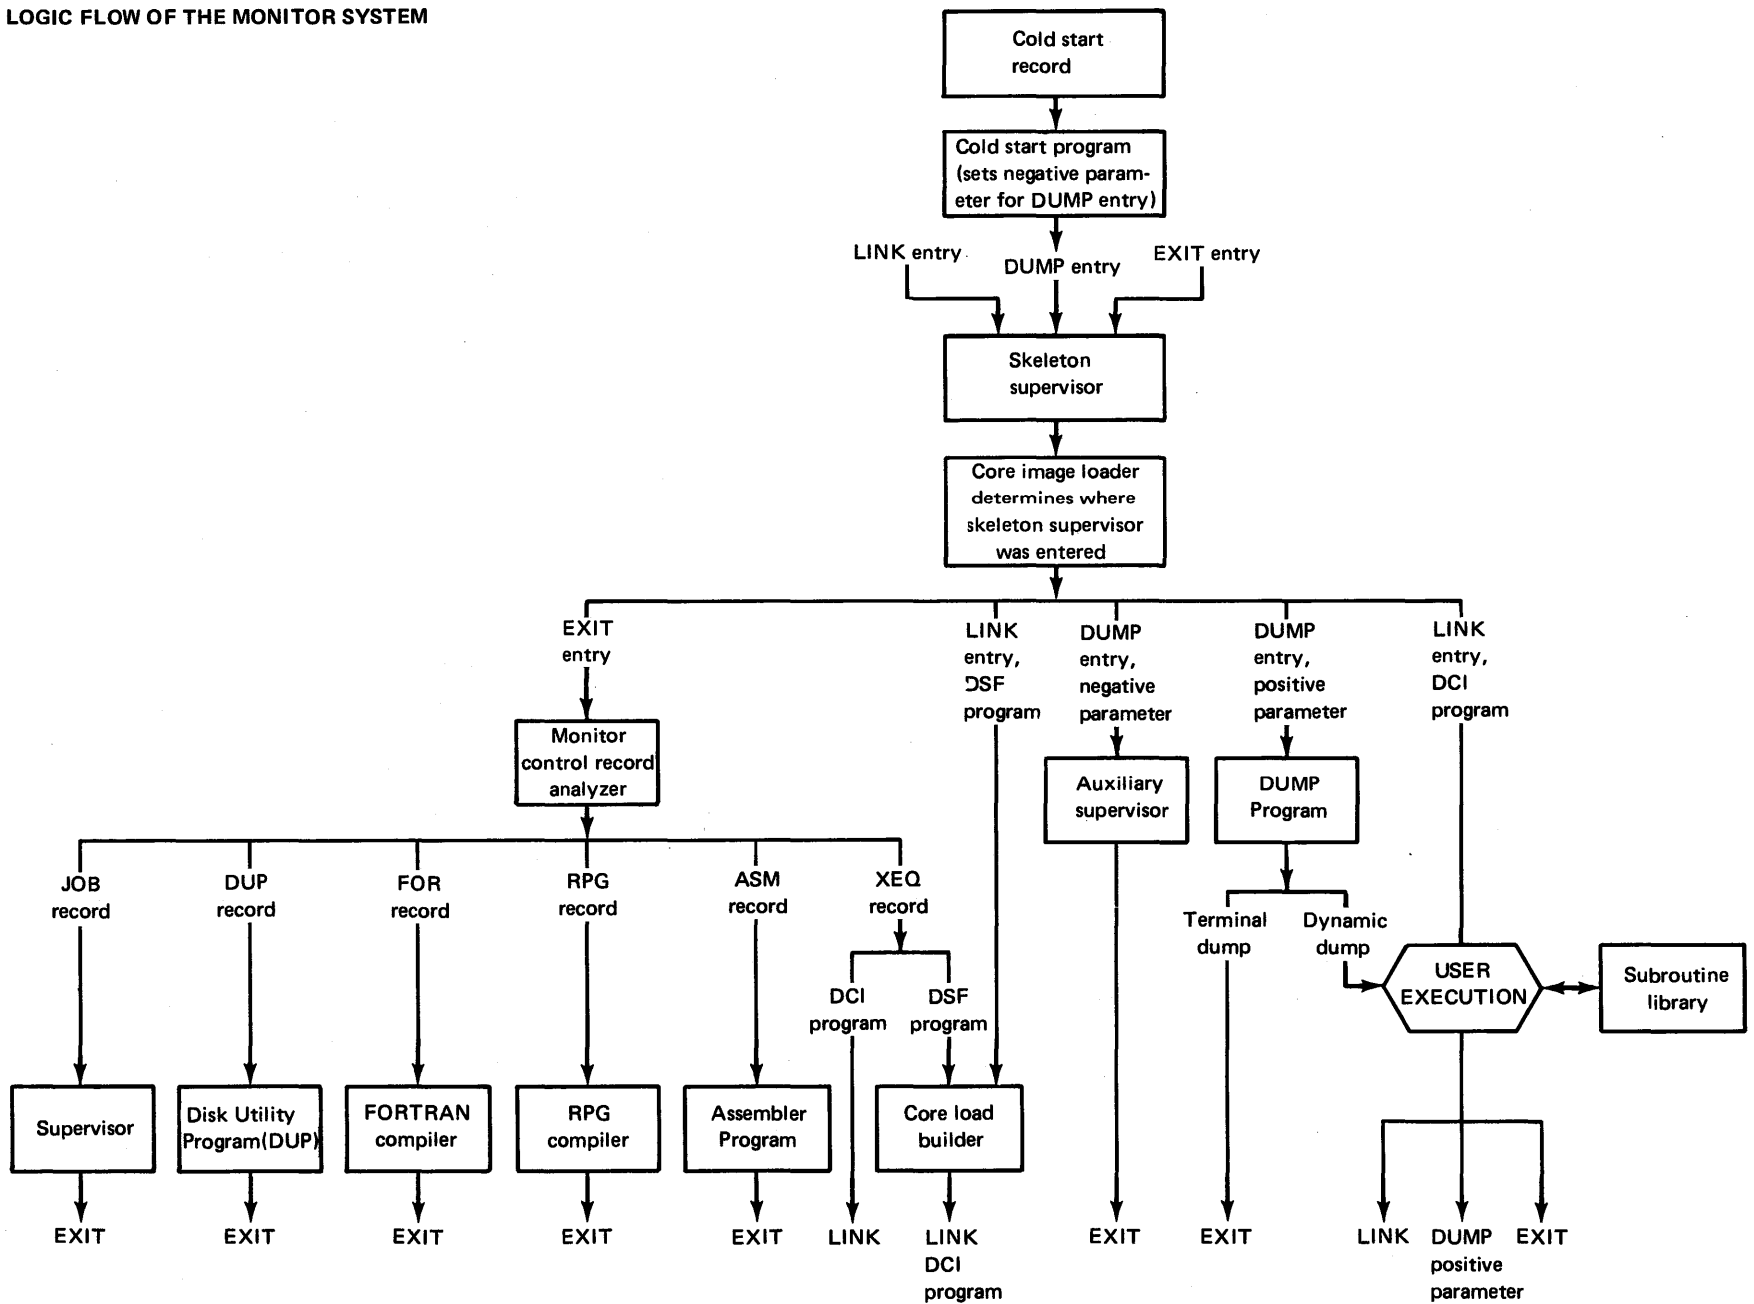 LOGIC FLOW OF THE MONITOR SYSTEM
Cold start
record
Cold start program
(sets negative param-
eter for DUMP entry)
LINK entry
DUMP entry
EXIT entry
Skeleton
supervisor
Core image loader
determines where
skeleton supervisor
was entered
EXIT
entry
LINK
entry,
DSF
program
DUMP
entry,
negative
parameter
DUMP
entry,
positive
parameter
LINK
entry,
DCI
program
Monitor
control record
analyzer
Auxiliary
supervisor
DUMP
Program
JOB
record
DUP
record
FOR
record
RPG
record
ASM
record
XEQ
record
Terminal
dump
Dynamic
dump
DCI
program
DSF
program
USER
EXECUTION
Subroutine
library
Supervisor
Disk Utility
Program(DUP)
FORTRAN
compiler
RPG
compiler
Assembler
Program
Core load
builder
EXIT
EXIT
EXIT
EXIT
EXIT
LINK
LINK
DCI
program
EXIT
EXIT
LINK
DUMP
positive
parameter
EXIT